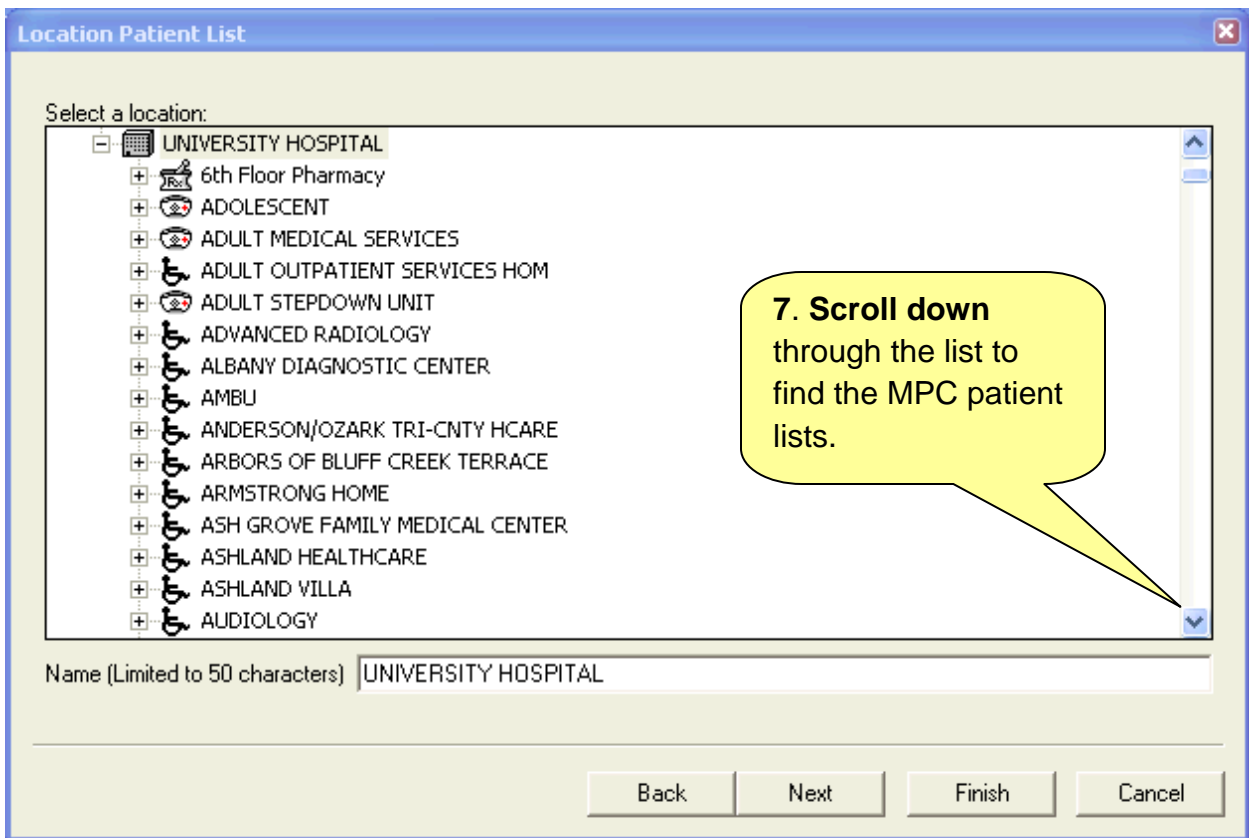 Location Patient List
Select a location:
UNIVERSITY HOSPITAL
6th Floor Pharmacy
ADOLESCENT
ADULT MEDICAL SERVICES
ADULT OUTPATIENT SERVICES HOM
ADULT STEPDOWN UNIT
ADVANCED RADIOLOGY
ALBANY DIAGNOSTIC CENTER
AMBU
ANDERSON/OZARK TRI-CNTY HCARE
ARBORS OF BLUFF CREEK TERRACE
ARMSTRONG HOME
ASH GROVE FAMILY MEDICAL CENTER
ASHLAND HEALTHCARE
ASHLAND VILLA
AUDIOLOGY
7. Scroll down
through the list to
find the MPC patient
lists.
Name (Limited to 50 characters) UNIVERSITY HOSPITAL
Back Next Finish Cancel